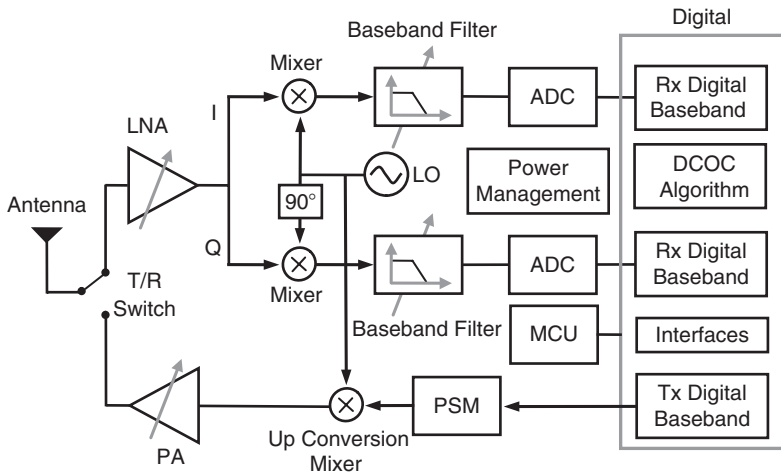 Digital
Baseband Filter
Mixer
I
LNA
ADC
Rx Digital
Baseband
LO
Power
Management
DCOC
Algorithm
90°
Antenna
Q
T/R
Switch
Mixer
ADC
Rx Digital
Baseband
Baseband Filter
MCU
Interfaces
PSM
Tx Digital
Baseband
PA
Up Conversion
Mixer